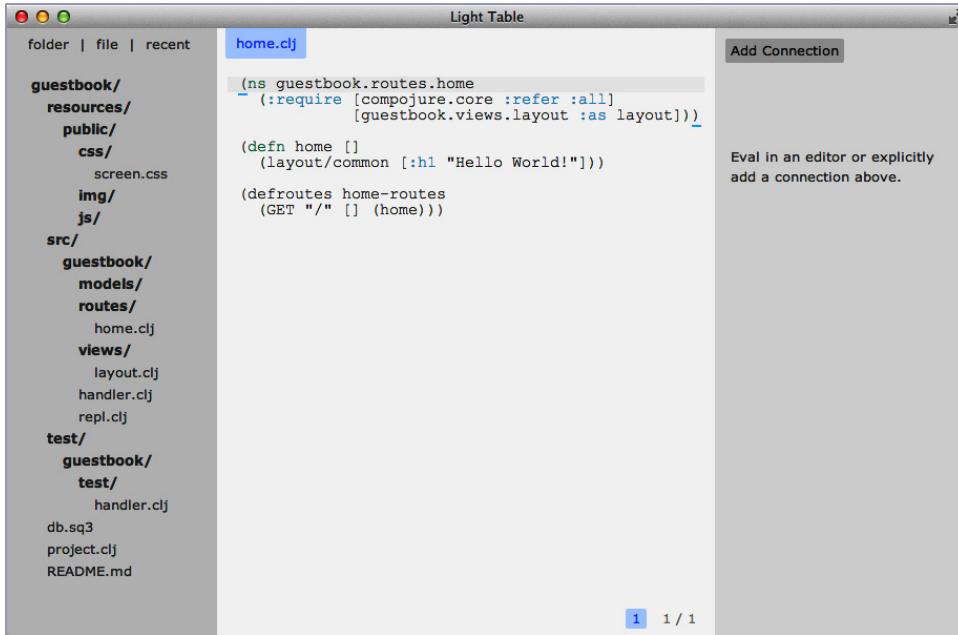 Light Table
folder | file | recent
guestbook/
resources/
public/
css/
screen.css
img/
js/
src/
guestbook/
models/
routes/
home.clj
views/
layout.clj
handler.clj
repl.clj
test/
guestbook/
test/
handler.clj
db.sq3
project.clj
README.md
home.clj
(ns guestbook.routes.home
  (:require [compojure.core :refer :all]
            [guestbook.views.layout :as layout]))
(defn home []
  (layout/common [:h1 "Hello World!"]))
(defroutes home-routes
  (GET "/" [] (home)))
1 1 / 1
Add Connection
Eval in an editor or explicitly
add a connection above.